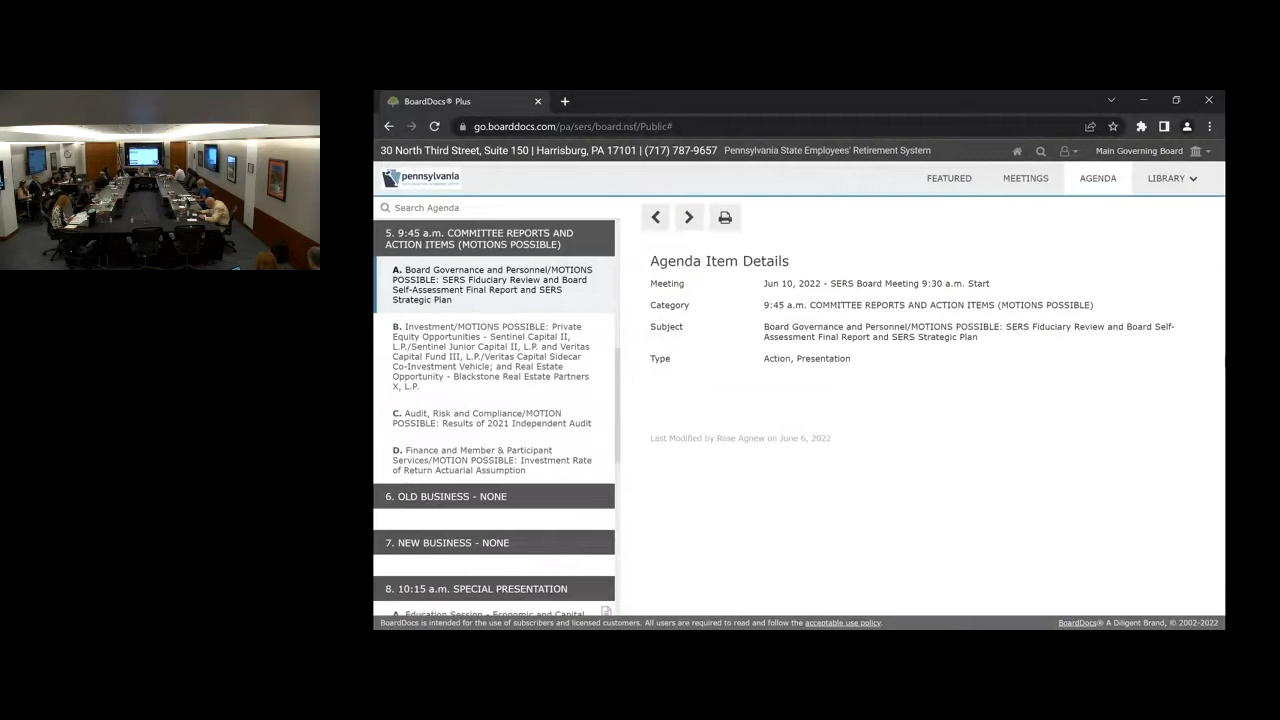 BoardDocs® Plus
go.boarddocs.com/pa/sers/board.nsf/Public#
30 North Third Street, Suite 150 | Harrisburg, PA 17101 | (717) 787-9657 Pennsylvania State Employees' Retirement System
Main Governing Board
pennsylvania
FEATURED MEETINGS AGENDA LIBRARY
Search Agenda
5. 9:45 a.m. COMMITTEE REPORTS AND
ACTION ITEMS (MOTIONS POSSIBLE)
A. Board Governance and Personnel/MOTIONS
POSSIBLE: SERS Fiduciary Review and Board
Self-Assessment Final Report and SERS
Strategic Plan
B. Investment/MOTIONS POSSIBLE: Private
Equity Opportunities - Sentinel Capital II,
L.P./Sentinel Junior Capital II, L.P. and Veritas
Capital Fund III, L.P./Veritas Capital Sidecar
Co-Investment Vehicle; and Real Estate
Opportunity - Blackstone Real Estate Partners
X, L.P.
C. Audit, Risk and Compliance/MOTION
POSSIBLE: Results of 2021 Independent Audit
D. Finance and Member & Participant
Services/MOTION POSSIBLE: Investment Rate
of Return Actuarial Assumption
6. OLD BUSINESS - NONE
7. NEW BUSINESS - NONE
8. 10:15 a.m. SPECIAL PRESENTATION
A. Education Session - Economic and Capital
Agenda Item Details
Meeting Jun 10, 2022 - SERS Board Meeting 9:30 a.m. Start
Category 9:45 a.m. COMMITTEE REPORTS AND ACTION ITEMS (MOTIONS POSSIBLE)
Subject Board Governance and Personnel/MOTIONS POSSIBLE: SERS Fiduciary Review and Board Self-
Assessment Final Report and SERS Strategic Plan
Type Action, Presentation
Last Modified by Rose Agnew on June 6, 2022
BoardDocs is intended for the use of subscribers and licensed customers. All users are required to read and follow the acceptable use policy.
BoardDocs® A Diligent Brand, © 2002-2022